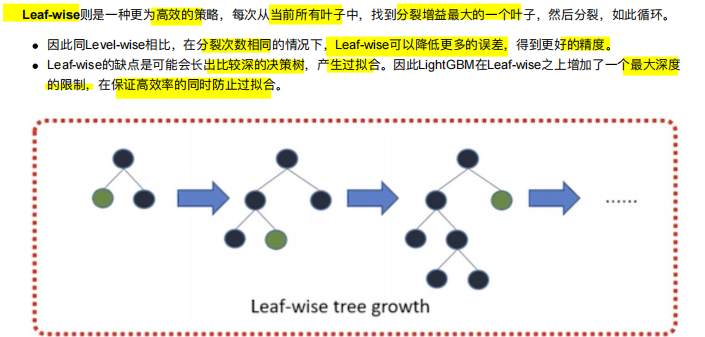 Leaf-wise则是一种更为高效的策略，每次从当前所有叶子中，找到分裂增益最大的一个叶子，然后分裂，如此循环。
因此同Level-wise相比，在分裂次数相同的情况下，Leaf-wise可以降低更多的误差，得到更好的精度。
Leaf-wise的缺点是可能会长出比较深的决策树，产生过拟合。因此LightGBM在Leaf-wise之上增加了一个最大深度
的限制，在保证高效率的同时防止过拟合。
......
Leaf-wise tree growth